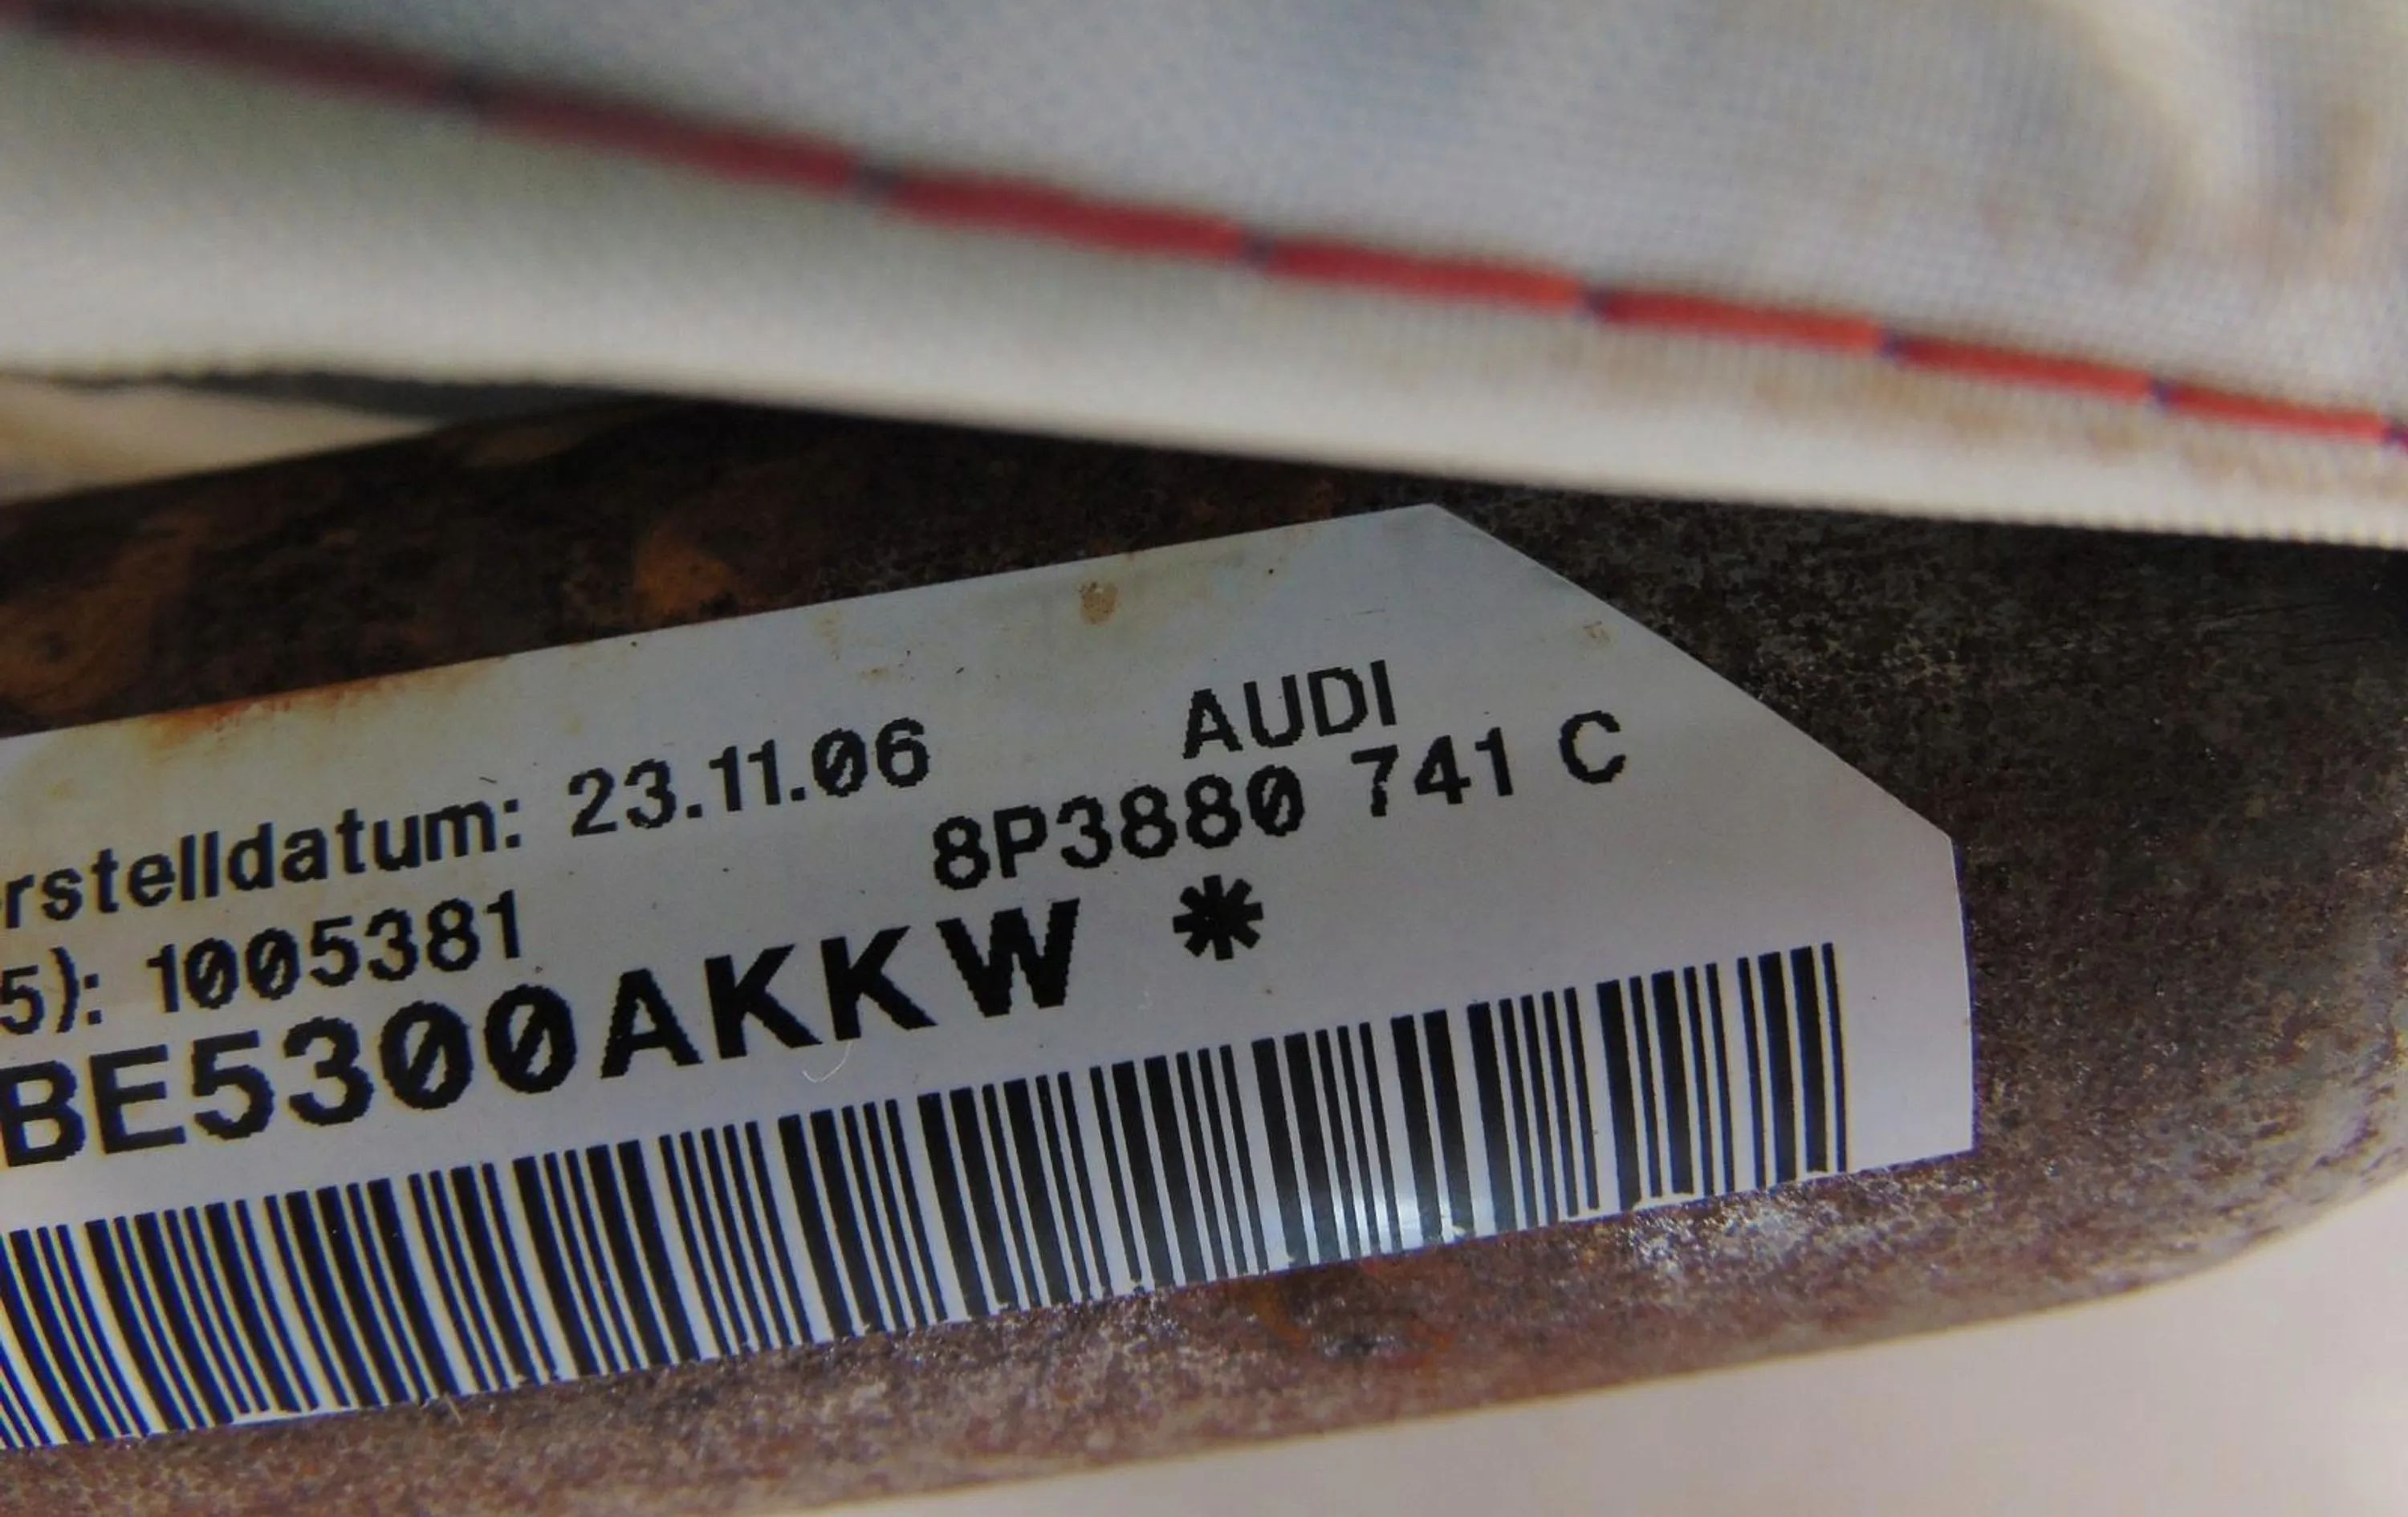 rstelldatum: 23.11.06 AUDI
5): 1005381 8P3880 741 C
BE5300AKKW *